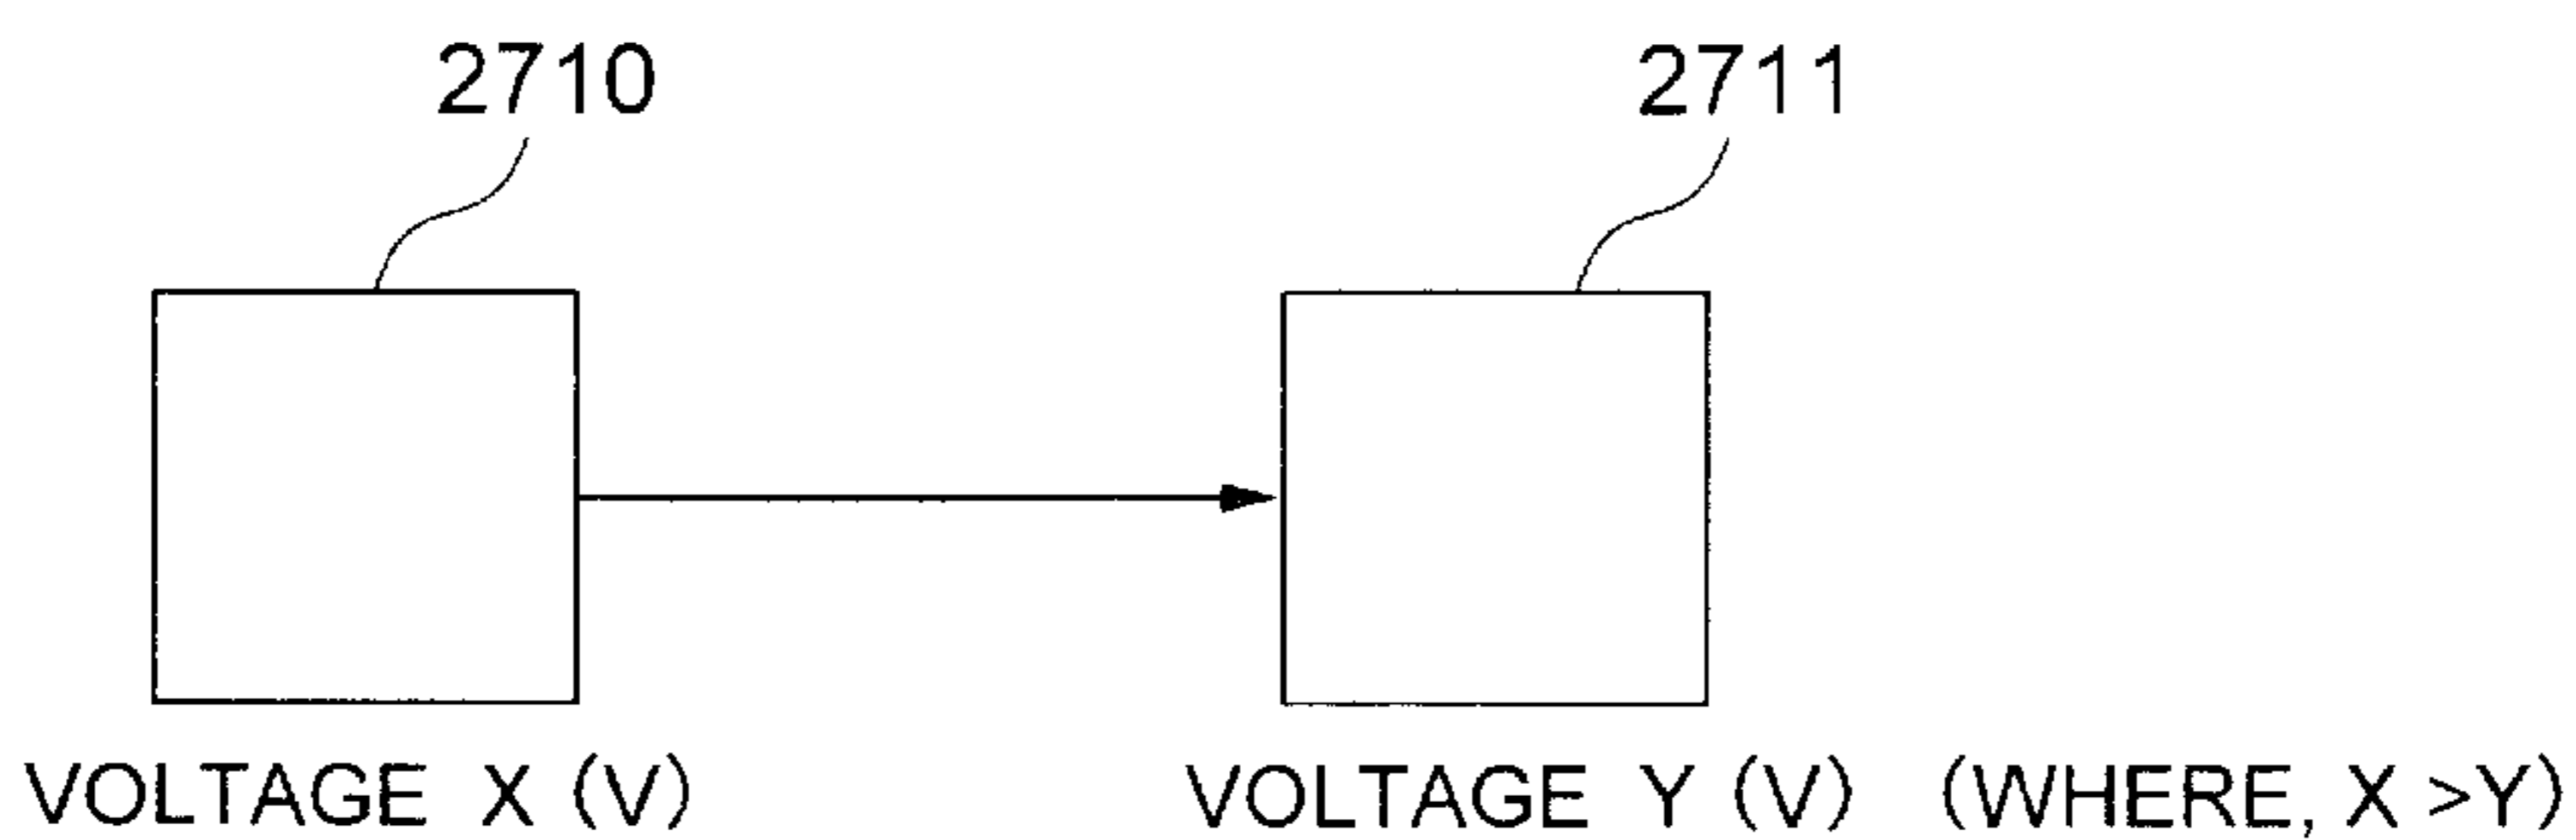 2710
2711
VOLTAGE X (V)
VOLTAGE Y (V) (WHERE, X >Y)